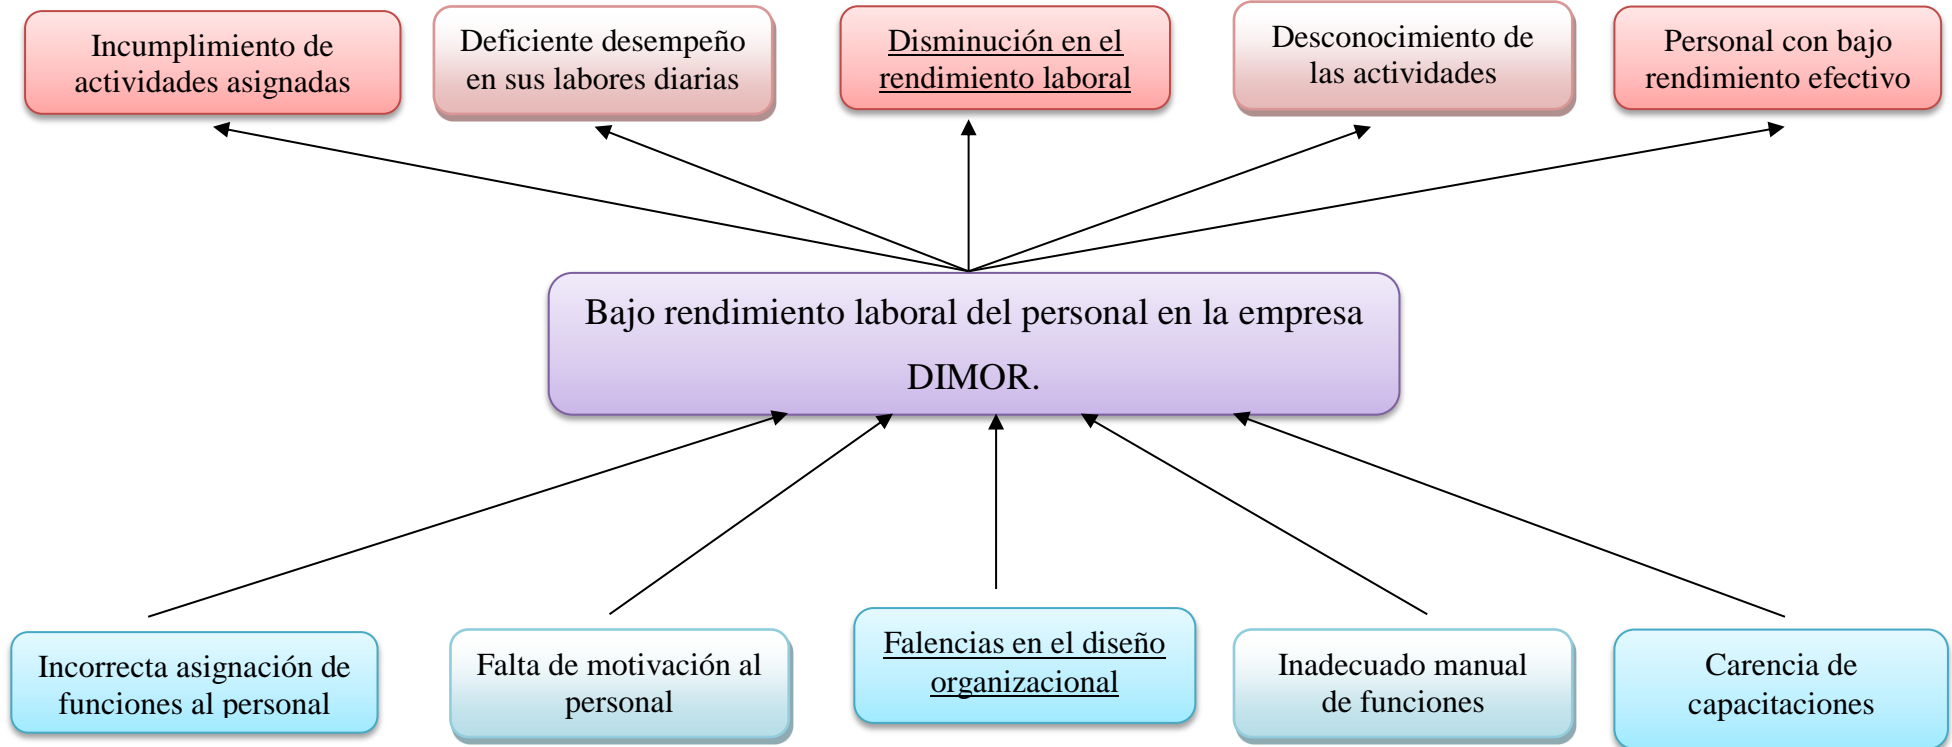 Incumplimiento de
actividades asignadas
Deficiente desempeño
en sus labores diarias
Disminución en el
rendimiento laboral
Desconocimiento de
las actividades
Personal con bajo
rendimiento efectivo
Bajo rendimiento laboral del personal en la empresa
DIMOR.
Incorrecta asignación de
funciones al personal
Falta de motivación al
personal
Falencias en el diseño
organizacional
Inadecuado manual
de funciones
Carencia de
capacitaciones